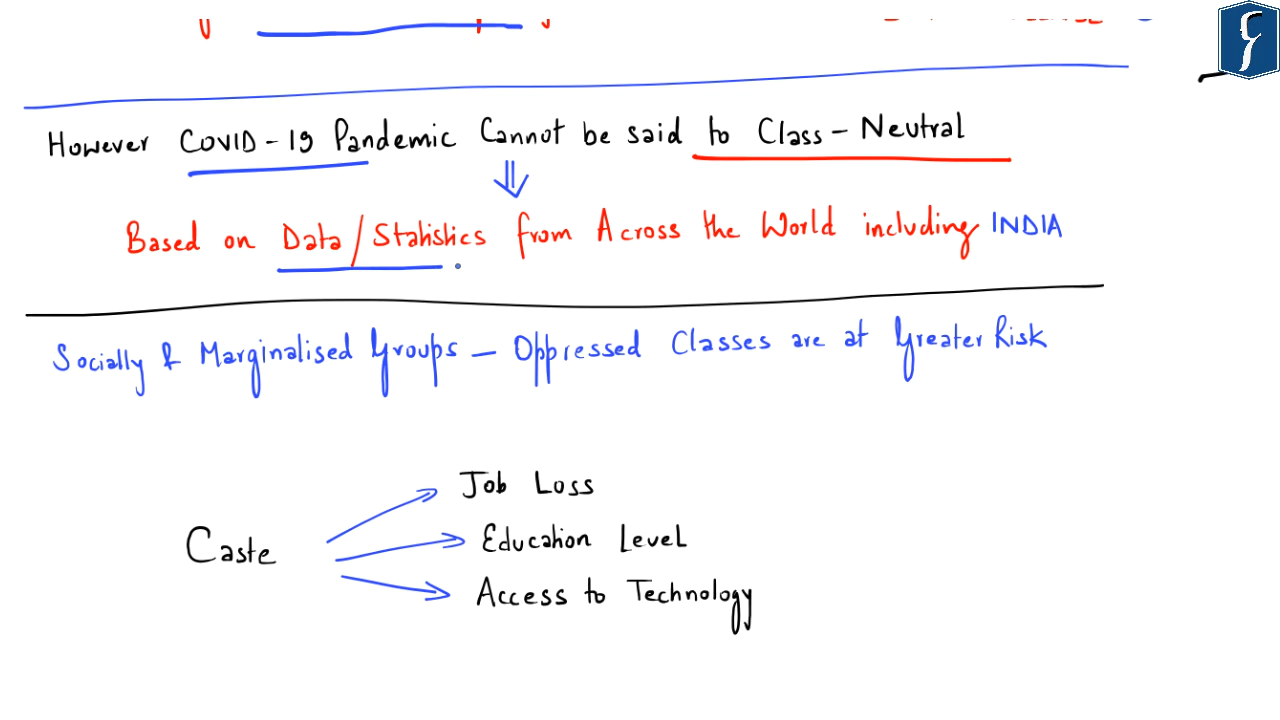 However COVID-19 Pandemic Cannot be said to Class-Neutral
Based on Data/Statistics from Across the World including INDIA
Socially & Marginalised Groups - Oppressed Classes are at Greater Risk
Job Loss
Caste
Education Level
Access to Technology